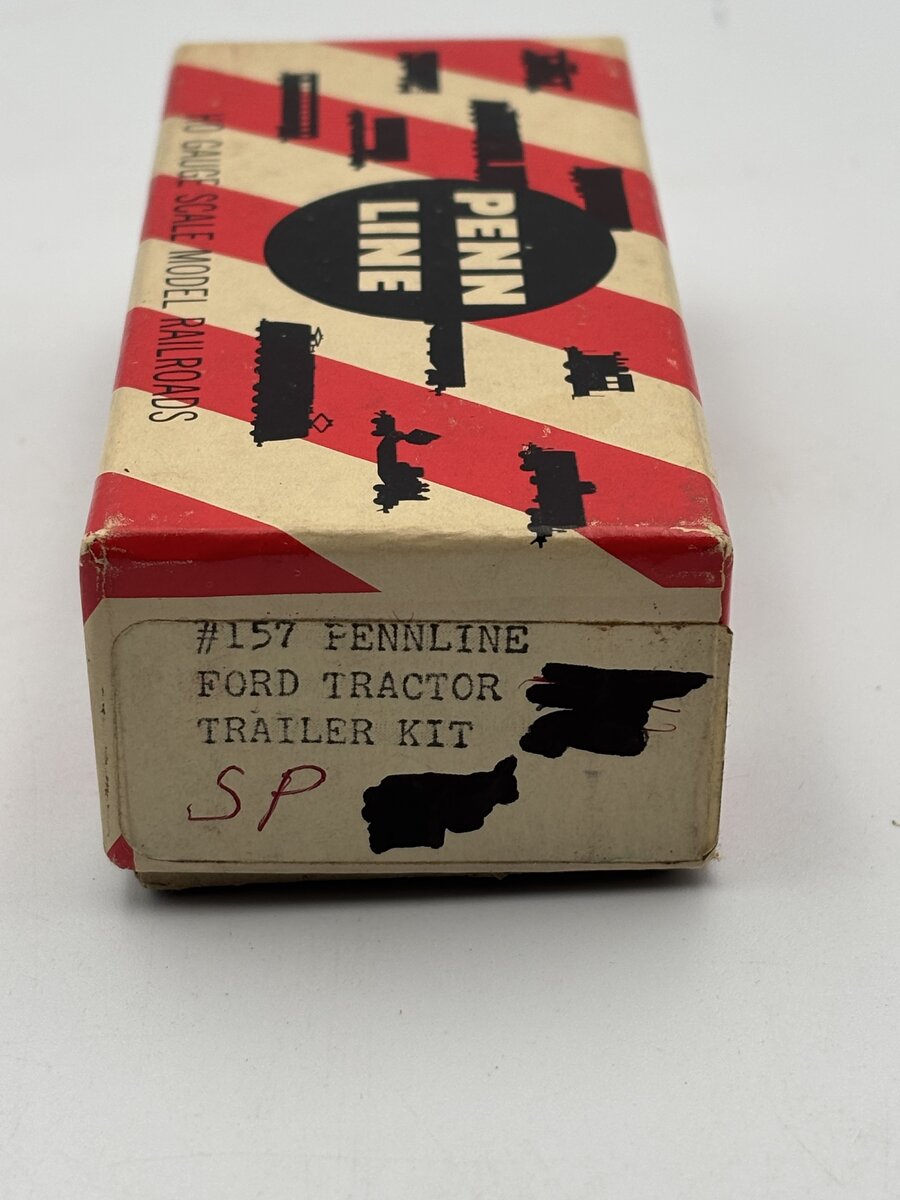 HO GAUGE SCALE MODEL RAILROADS
PENN
LINE
#157 PENNLINE
FORD TRACTOR
TRAILER KIT
SP